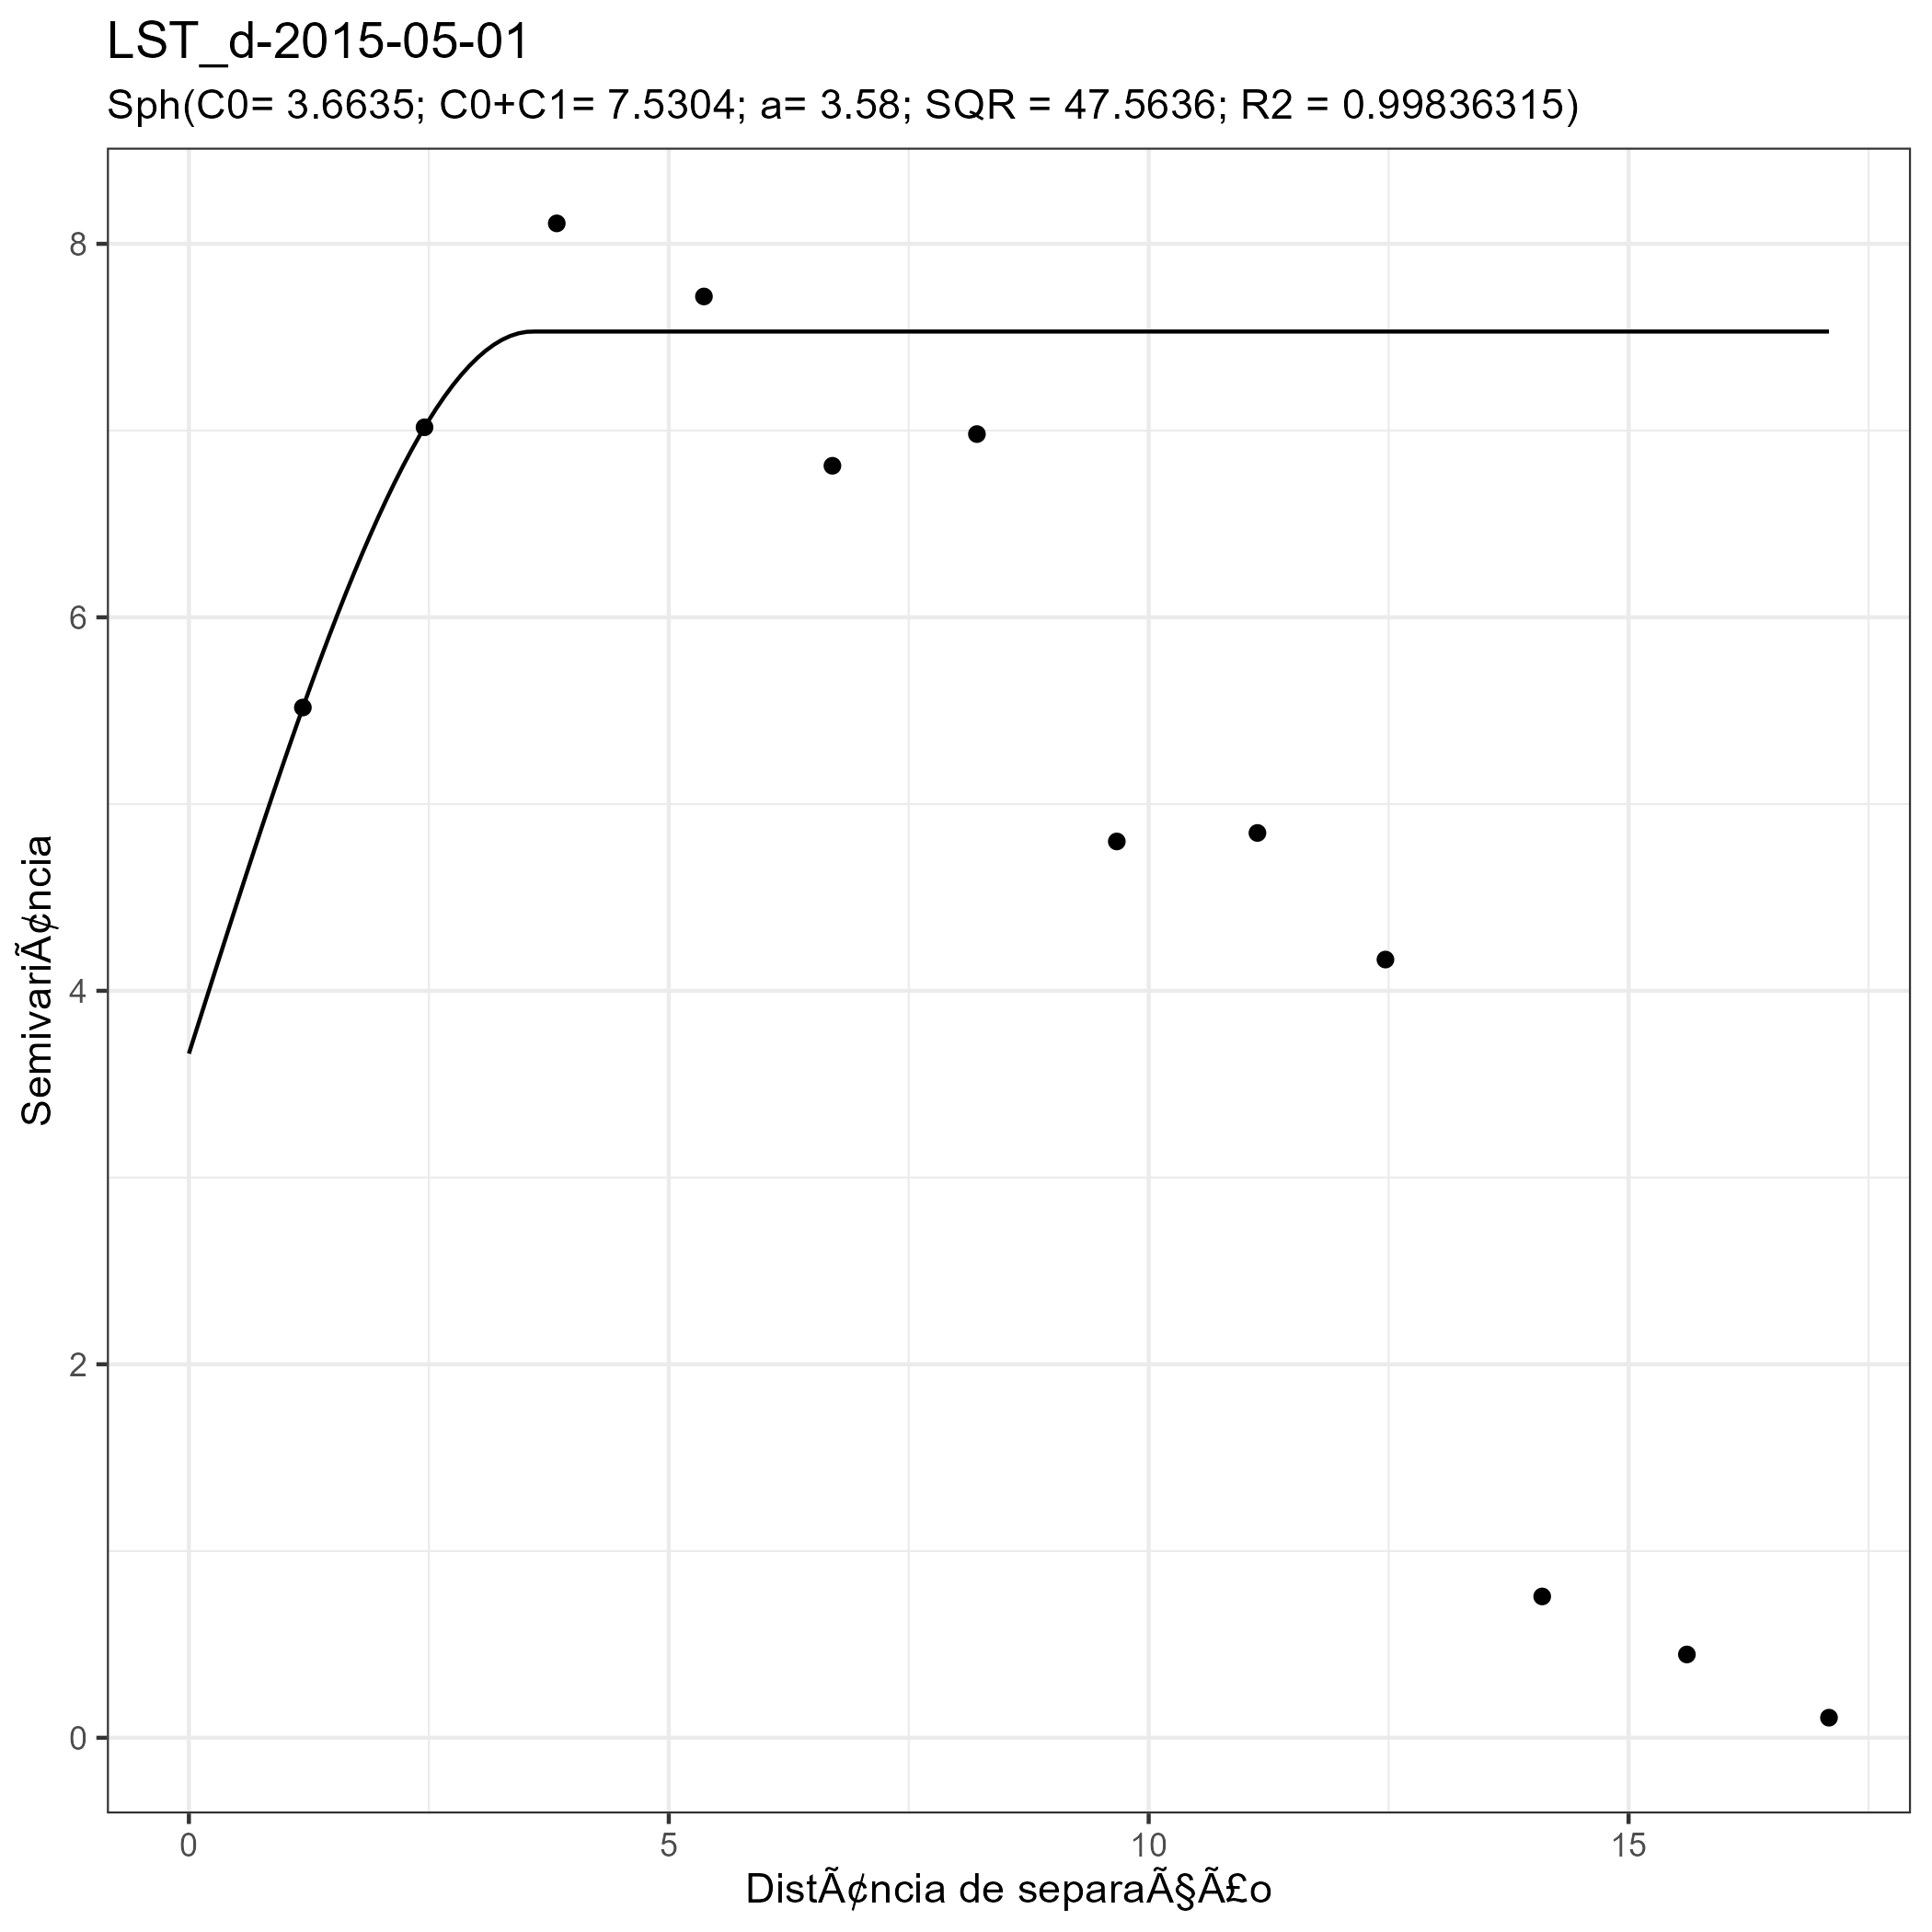 LST_d-2015-05-01
Sph(C0= 3.6635; C0+C1= 7.5304; a= 3.58; SQR = 47.5636; R2 = 0.99836315)
SemivariÃ¢ncia
8
6
4
2
0
0 5 10 15
DistÃ¢ncia de separaÃ§Ã£o